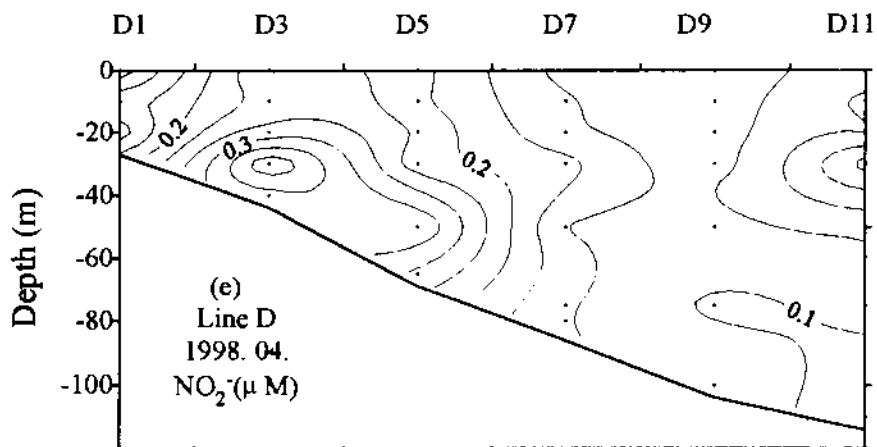 D1 D3 D5 D7 D9 D11
0
-20
-40
-60
-80
-100
Depth (m)
0.2
0.3
0.2
0.1
(e)
Line D
1998. 04.
NO₂⁻(μ M)